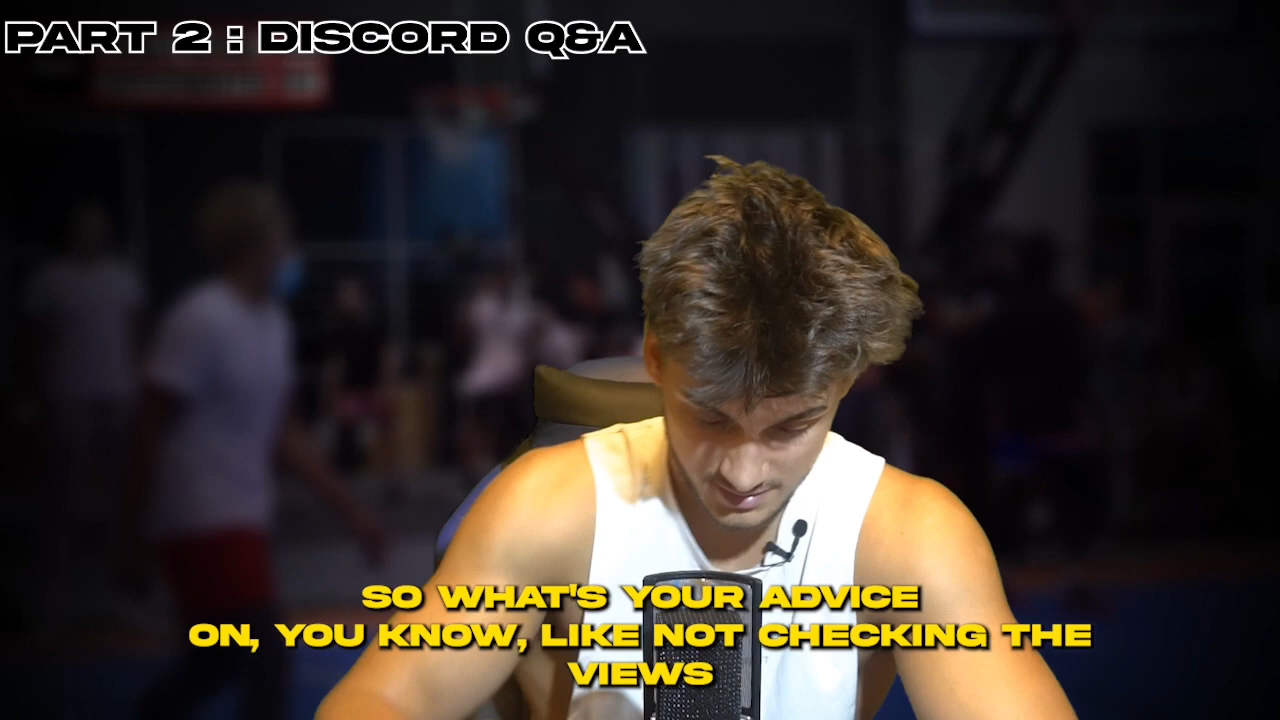 PART 2 : DISCORD Q&A
SO WHAT'S YOUR ADVICE
ON, YOU KNOW, LIKE NOT CHECKING THE
VIEWS